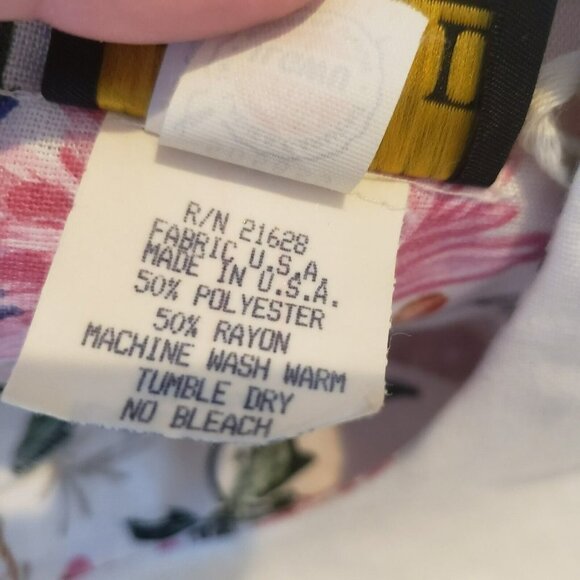 R/N 21628
FABRIC U.S.A.
MADE IN U.S.A.
50% POLYESTER
50% RAYON
MACHINE WASH WARM
TUMBLE DRY
NO BLEACH